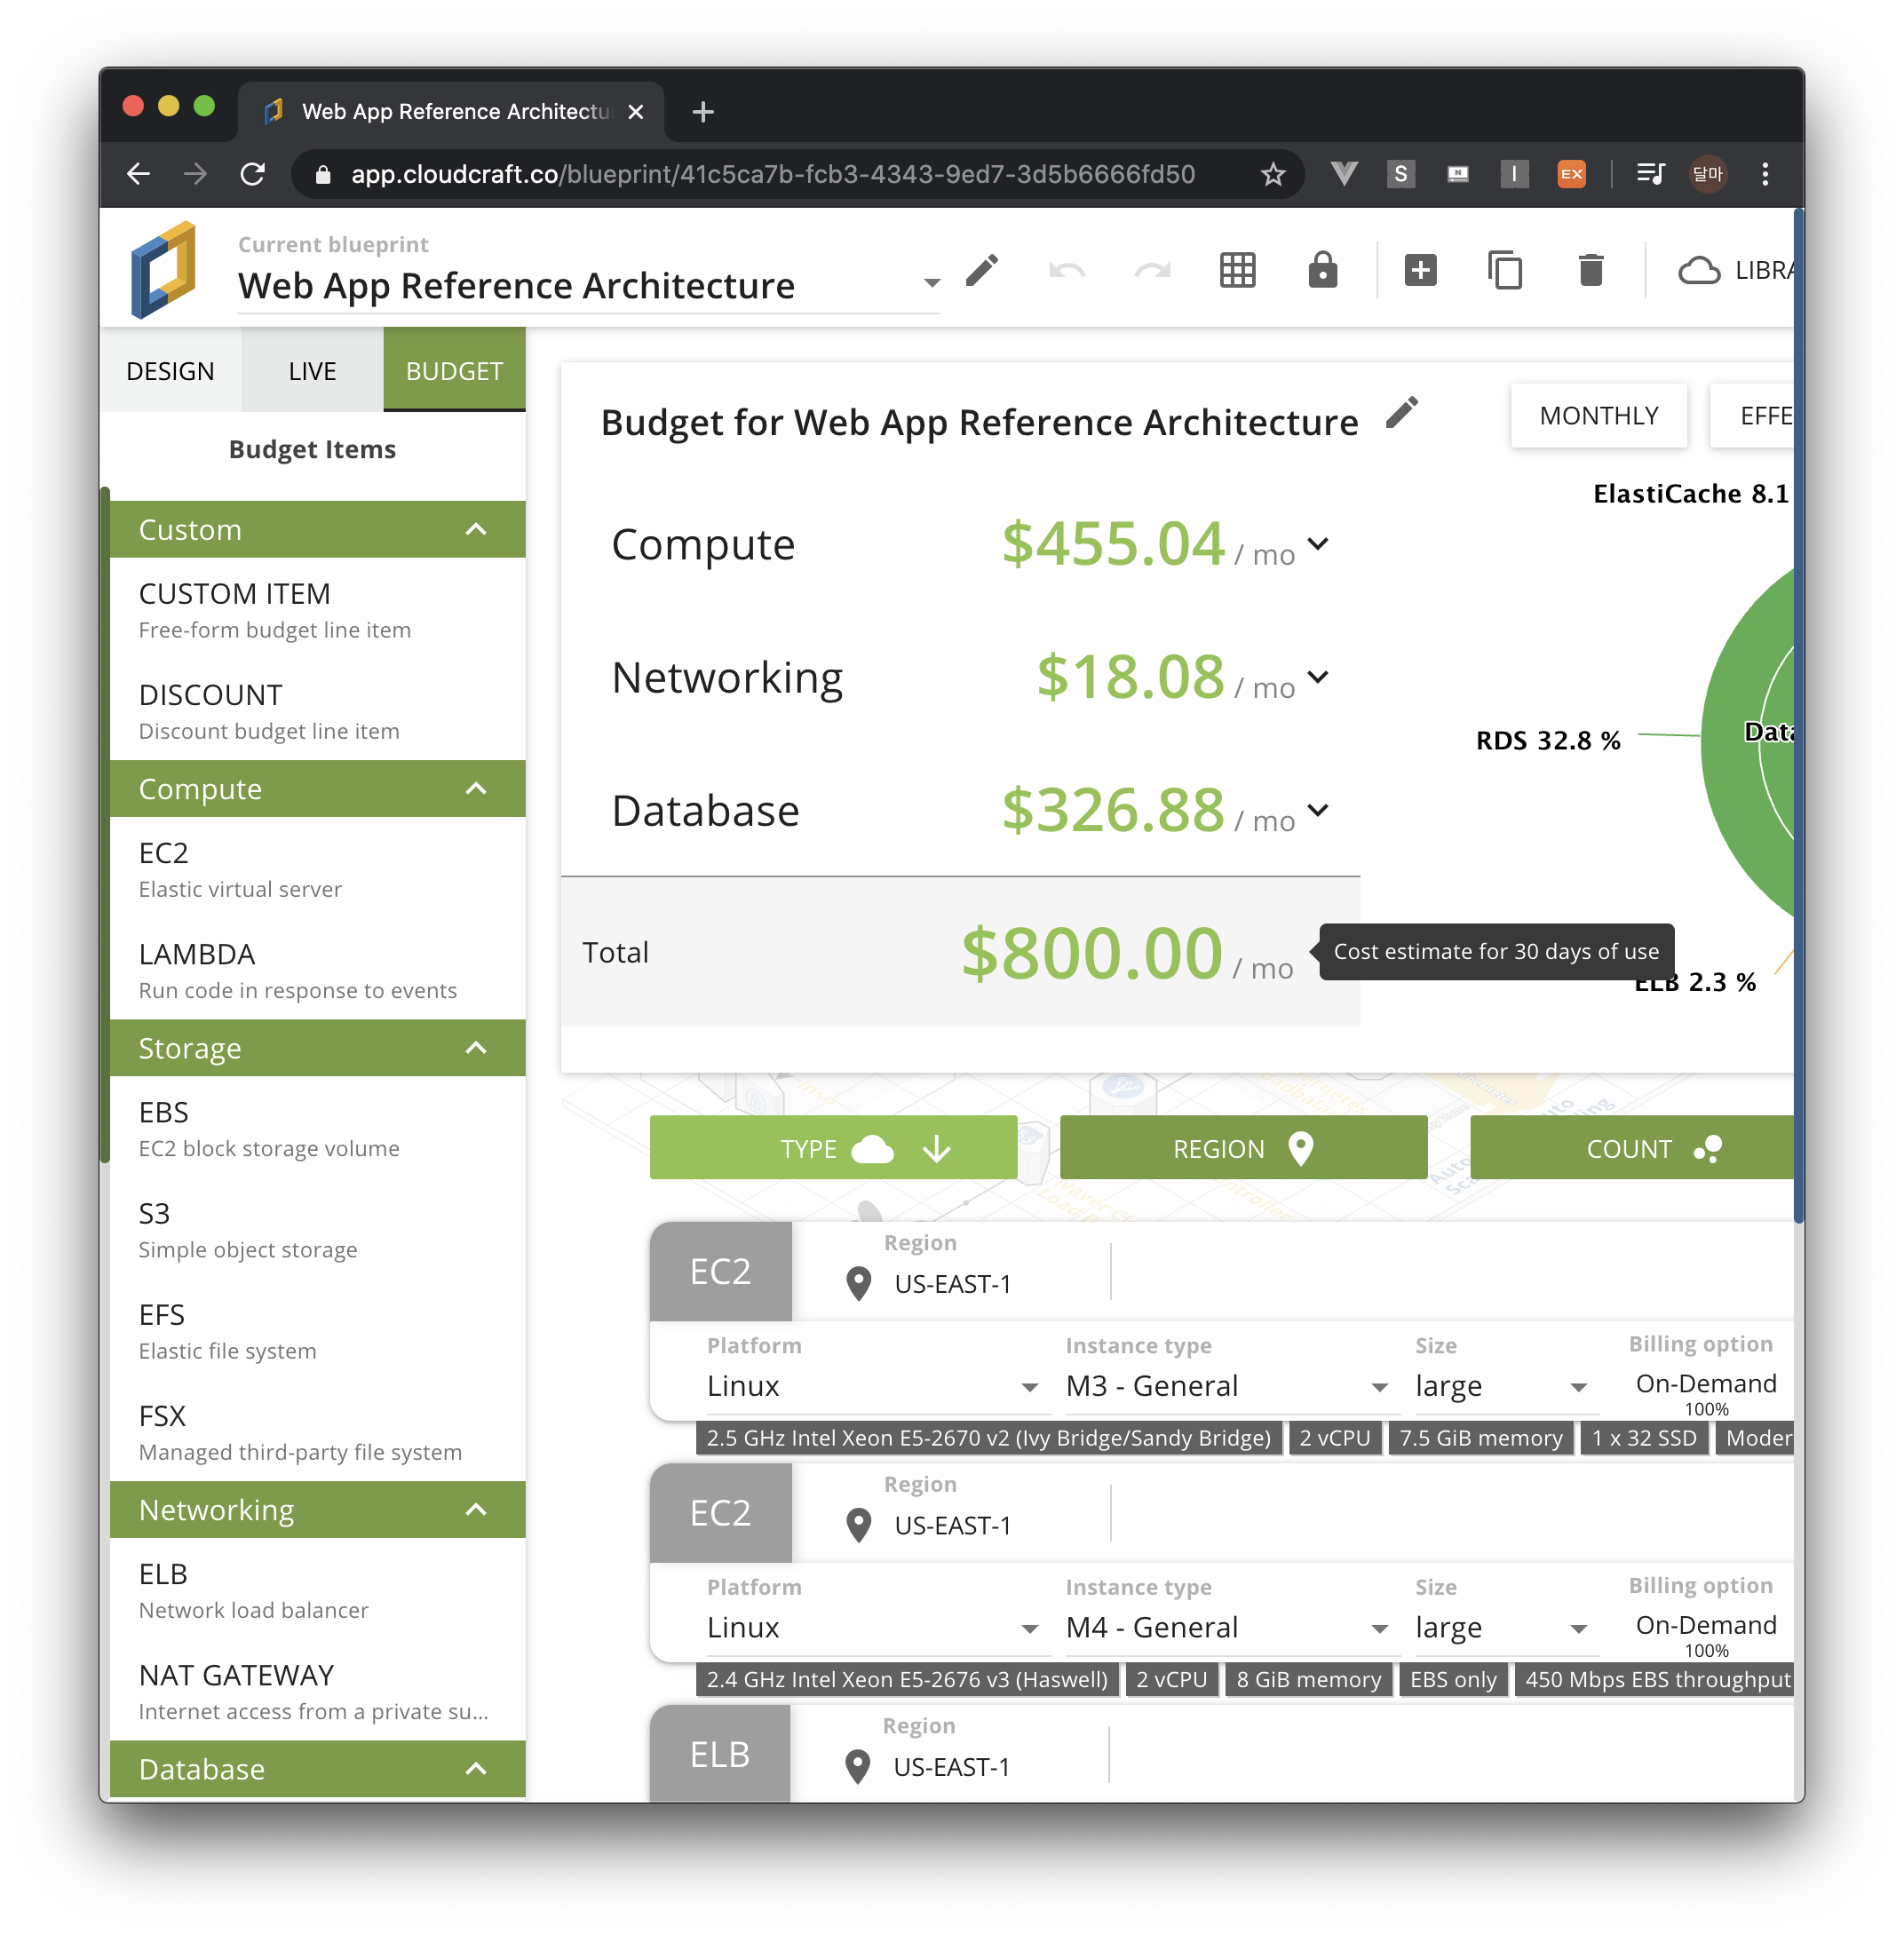 Web App Reference Architectu
app.cloudcraft.co/blueprint/41c5ca7b-fcb3-4343-9ed7-3d5b6666fd50
S
N
I
EX
달마
Current blueprint
Web App Reference Architecture
LIBRA
DESIGN
LIVE
BUDGET
Budget Items
Custom
CUSTOM ITEM
Free-form budget line item
DISCOUNT
Discount budget line item
Compute
EC2
Elastic virtual server
LAMBDA
Run code in response to events
Storage
EBS
EC2 block storage volume
S3
Simple object storage
EFS
Elastic file system
FSX
Managed third-party file system
Networking
ELB
Network load balancer
NAT GATEWAY
Internet access from a private su...
Database
Budget for Web App Reference Architecture
MONTHLY
EFFE
ElastiCache 8.1
Compute $455.04 / mo
Networking $18.08 / mo
RDS 32.8 %
Data
Database $326.88 / mo
Total $800.00 / mo
Cost estimate for 30 days of use
ELB 2.3 %
TYPE
REGION
COUNT
EC2
Region
US-EAST-1
Platform Instance type Size Billing option
Linux M3 - General large On-Demand
100%
2.5 GHz Intel Xeon E5-2670 v2 (Ivy Bridge/Sandy Bridge) 2 vCPU 7.5 GiB memory 1 x 32 SSD Moder
EC2
Region
US-EAST-1
Platform Instance type Size Billing option
Linux M4 - General large On-Demand
100%
2.4 GHz Intel Xeon E5-2676 v3 (Haswell) 2 vCPU 8 GiB memory EBS only 450 Mbps EBS throughput
ELB
Region
US-EAST-1